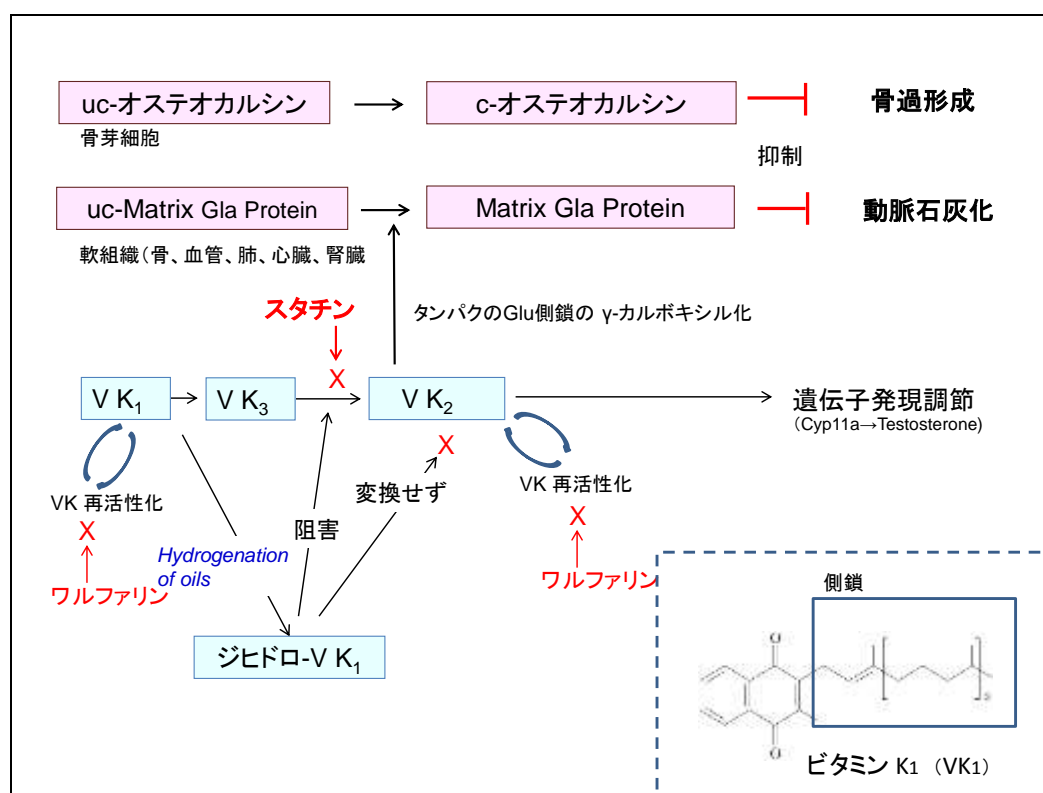 uc-オステオカルシン
c-オステオカルシン
骨過形成
骨芽細胞
抑制
uc-Matrix Gla Protein
Matrix Gla Protein
動脈石灰化
軟組織(骨、血管、肺、心臓、腎臓
スタチン
タンパクのGlu側鎖の γ-カルボキシル化
X
V K₁
V K₃
V K₂
遺伝子発現調節
(Cyp11a→Testosterone)
X
変換せず
VK 再活性化
VK 再活性化
X
阻害
X
Hydrogenation
of oils
ワルファリン
ワルファリン
ジヒドロ-V K₁
側鎖
O
O
ビタミン K1 (VK1)